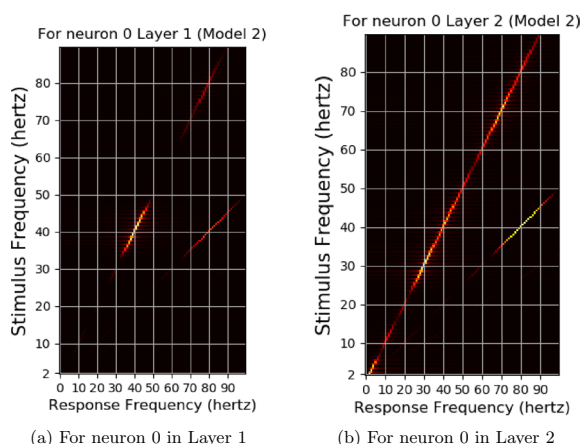 For neuron 0 Layer 1 (Model 2)
Stimulus Frequency (hertz)
80
70
60
50
40
30
20
10
2
0 10 20 30 40 50 60 70 80 90
Response Frequency (hertz)
(a) For neuron 0 in Layer 1
For neuron 0 Layer 2 (Model 2)
Stimulus Frequency (hertz)
80
70
60
50
40
30
20
10
2
0 10 20 30 40 50 60 70 80 90
Response Frequency (hertz)
(b) For neuron 0 in Layer 2